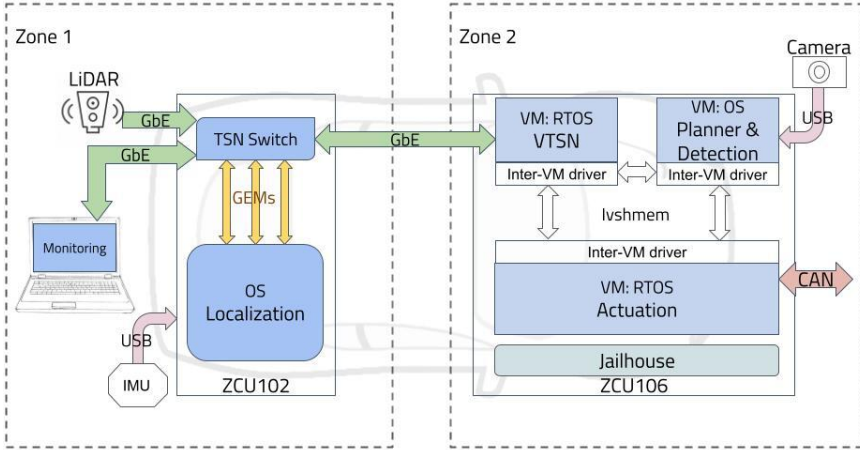 Zone 1
LiDAR
GbE
GbE
TSN Switch
GEMs
Monitoring
OS
Localization
USB
IMU
ZCU102
GbE
Zone 2
Camera
USB
VM: RTOS
VTSN
Inter-VM driver
VM: OS
Planner &
Detection
Inter-VM driver
Ivshmem
Inter-VM driver
VM: RTOS
Actuation
CAN
Jailhouse
ZCU106